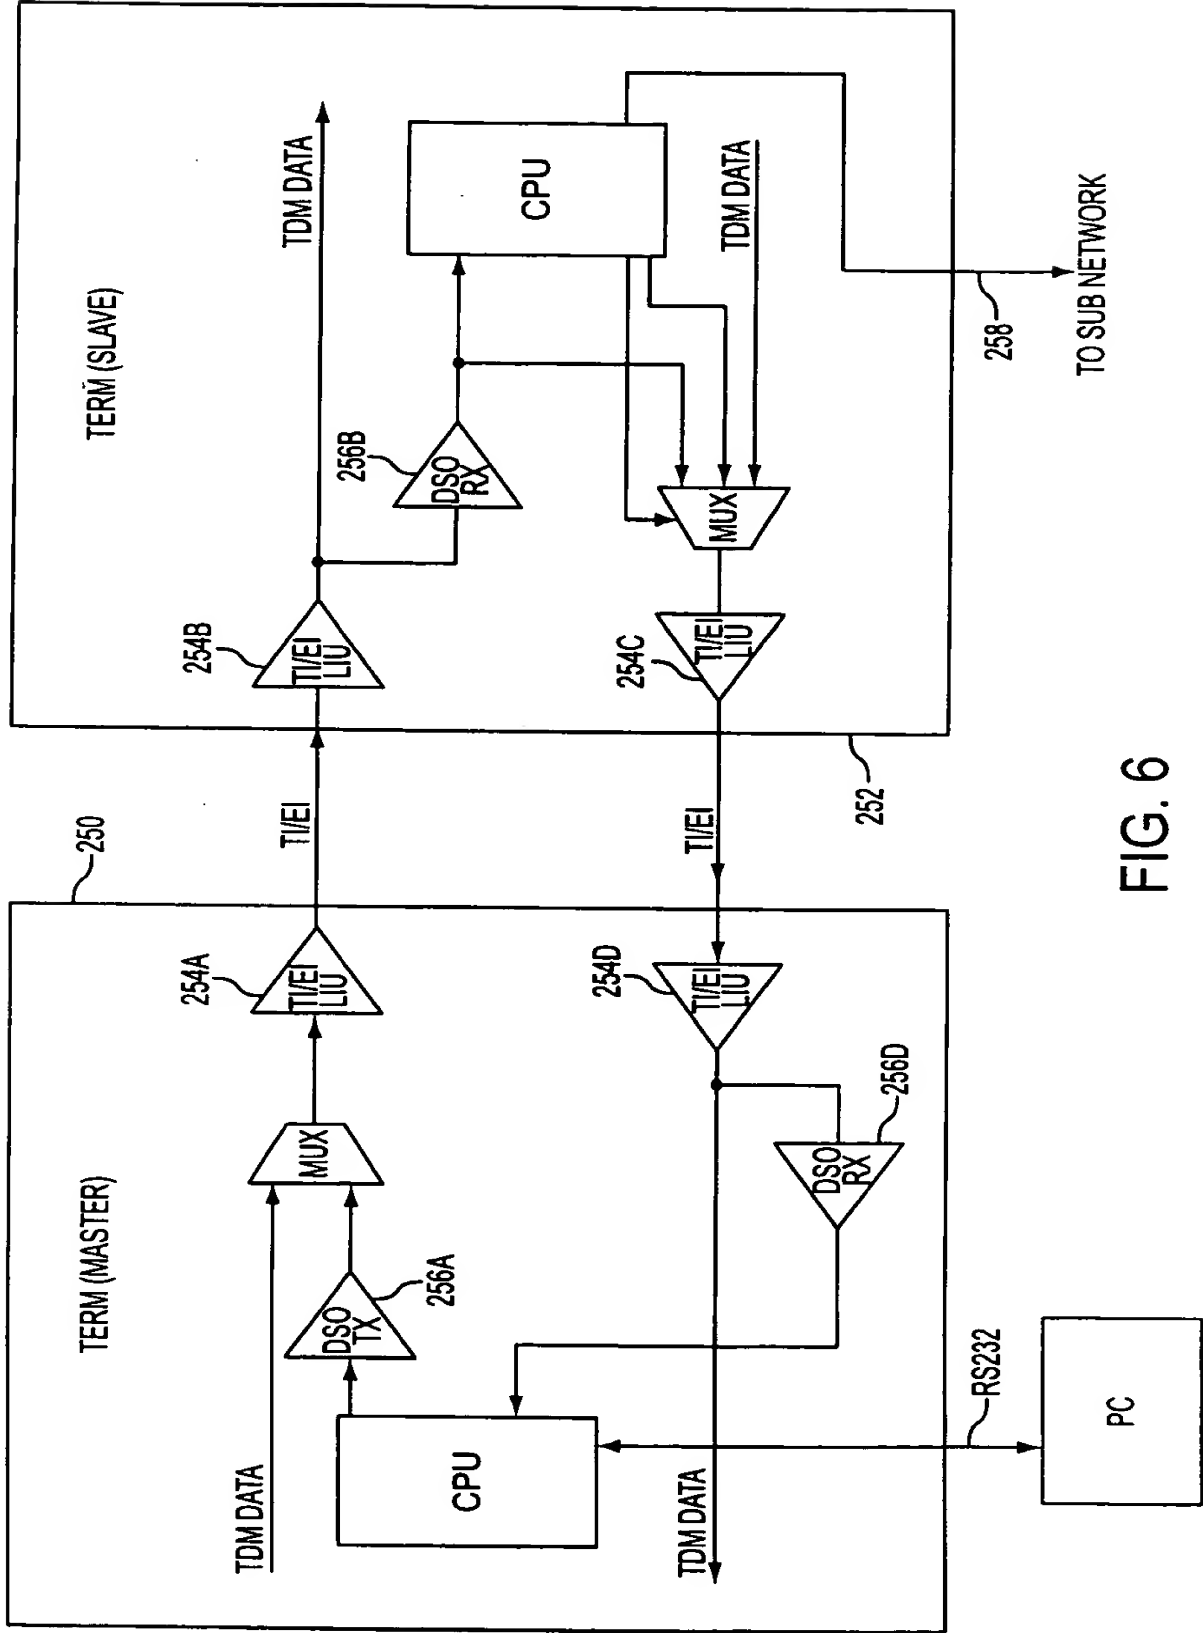 TERM (MASTER)
250
TDM DATA
CPU
DSO
TX
256A
MUX
254A
TI/EI
LIU
TI/EI
TERM (SLAVE)
254B
TI/EI
LIU
TDM DATA
256B
DSO
RX
CPU
TDM DATA
MUX
254C
TI/EI
LIU
TI/EI
252
254D
TI/EI
LIU
256D
DSO
RX
TDM DATA
RS232
PC
258
TO SUB NETWORK
FIG. 6